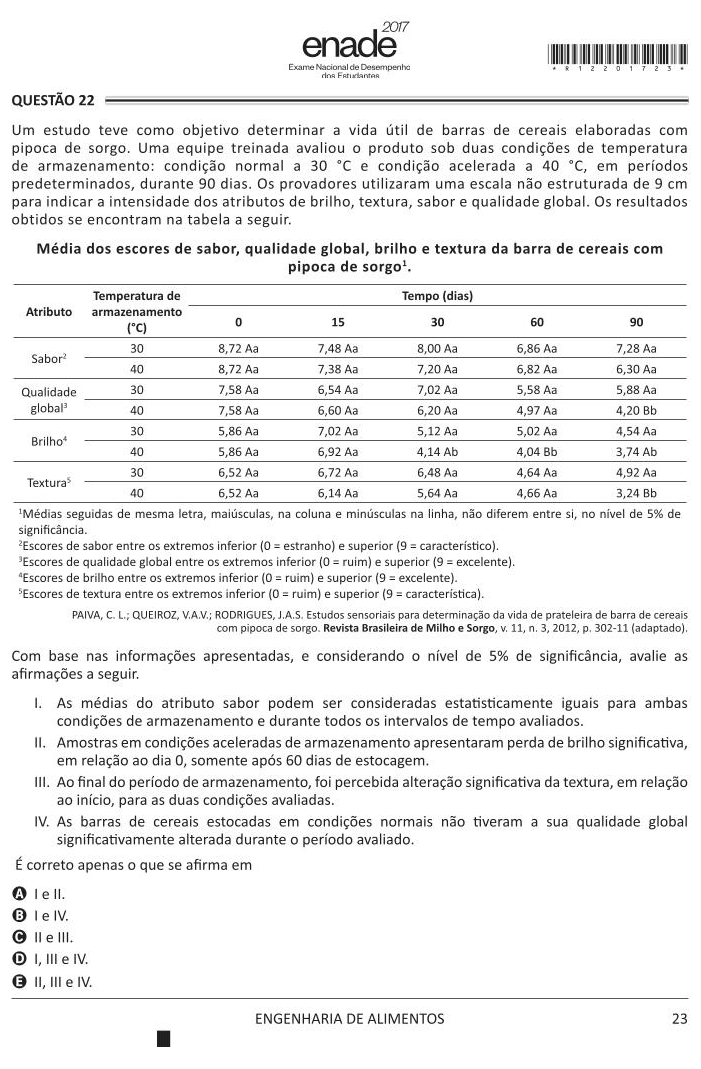 2017
enade
Exame Nacional de Desempenho
dos Estudantes
* R 1 2 2 0 1 7 2 3 *
QUESTÃO 22
Um estudo teve como objetivo determinar a vida útil de barras de cereais elaboradas com
pipoca de sorgo. Uma equipe treinada avaliou o produto sob duas condições de temperatura
de armazenamento: condição normal a 30 °C e condição acelerada a 40 °C, em períodos
predeterminados, durante 90 dias. Os provadores utilizaram uma escala não estruturada de 9 cm
para indicar a intensidade dos atributos de brilho, textura, sabor e qualidade global. Os resultados
obtidos se encontram na tabela a seguir.
Média dos escores de sabor, qualidade global, brilho e textura da barra de cereais com
pipoca de sorgo¹.
Atributo Temperatura de armazenamento (°C) Tempo (dias)
0 15 30 60 90
Sabor² 30 8,72 Aa 7,48 Aa 8,00 Aa 6,86 Aa 7,28 Aa
40 8,72 Aa 7,38 Aa 7,20 Aa 6,82 Aa 6,30 Aa
Qualidade global³ 30 7,58 Aa 6,54 Aa 7,02 Aa 5,58 Aa 5,88 Aa
40 7,58 Aa 6,60 Aa 6,20 Aa 4,97 Aa 4,20 Bb
Brilho⁴ 30 5,86 Aa 7,02 Aa 5,12 Aa 5,02 Aa 4,54 Aa
40 5,86 Aa 6,92 Aa 4,14 Ab 4,04 Bb 3,74 Ab
Textura⁵ 30 6,52 Aa 6,72 Aa 6,48 Aa 4,64 Aa 4,92 Aa
40 6,52 Aa 6,14 Aa 5,64 Aa 4,66 Aa 3,24 Bb
¹Médias seguidas de mesma letra, maiúsculas, na coluna e minúsculas na linha, não diferem entre si, no nível de 5% de
significância.
²Escores de sabor entre os extremos inferior (0 = estranho) e superior (9 = característico).
³Escores de qualidade global entre os extremos inferior (0 = ruim) e superior (9 = excelente).
⁴Escores de brilho entre os extremos inferior (0 = ruim) e superior (9 = excelente).
⁵Escores de textura entre os extremos inferior (0 = ruim) e superior (9 = característica).
PAIVA, C. L.; QUEIROZ, V.A.V.; RODRIGUES, J.A.S. Estudos sensoriais para determinação da vida de prateleira de barra de cereais
com pipoca de sorgo. Revista Brasileira de Milho e Sorgo, v. 11, n. 3, 2012, p. 302-11 (adaptado).
Com base nas informações apresentadas, e considerando o nível de 5% de significância, avalie as
afirmações a seguir.
I. As médias do atributo sabor podem ser consideradas estatisticamente iguais para ambas
condições de armazenamento e durante todos os intervalos de tempo avaliados.
II. Amostras em condições aceleradas de armazenamento apresentaram perda de brilho significativa,
em relação ao dia 0, somente após 60 dias de estocagem.
III. Ao final do período de armazenamento, foi percebida alteração significativa da textura, em relação
ao início, para as duas condições avaliadas.
IV. As barras de cereais estocadas em condições normais não tiveram a sua qualidade global
significativamente alterada durante o período avaliado.
É correto apenas o que se afirma em
A I e II.
B I e IV.
C II e III.
D I, III e IV.
E II, III e IV.
ENGENHARIA DE ALIMENTOS 23